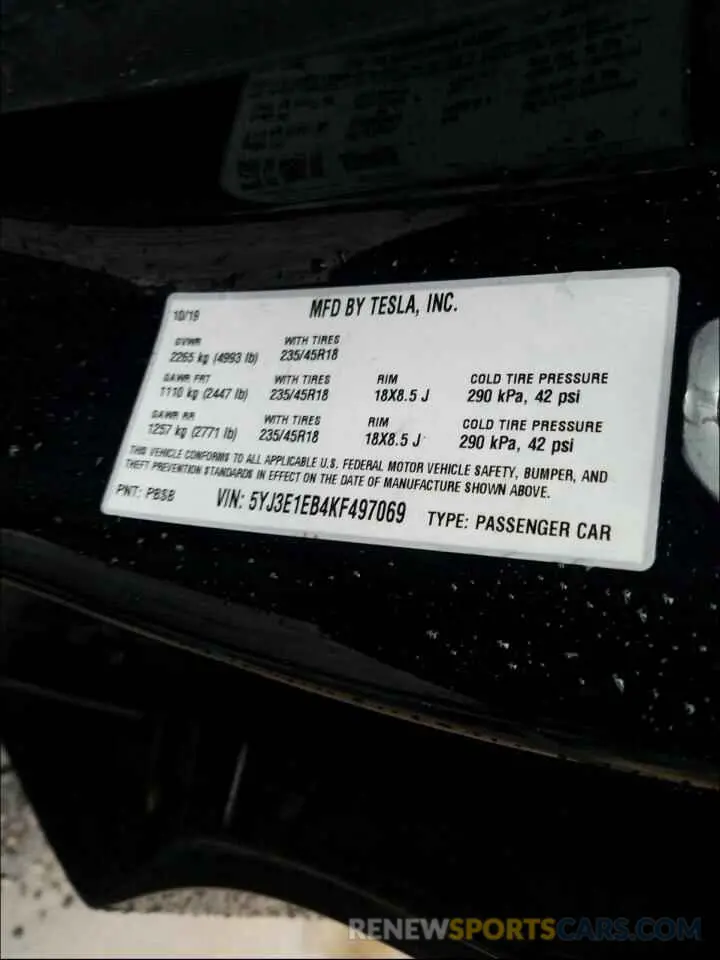 10/19 MFD BY TESLA, INC.
GVWR WITH TIRES
2265 kg (4993 lb) 235/45R18
GAWR FRT WITH TIRES RIM COLD TIRE PRESSURE
1110 kg (2447 lb) 235/45R18 18X8.5 J 290 kPa, 42 psi
GAWR RR WITH TIRES RIM COLD TIRE PRESSURE
1257 kg (2771 lb) 235/45R18 18X8.5 J 290 kPa, 42 psi
THIS VEHICLE CONFORMS TO ALL APPLICABLE U.S. FEDERAL MOTOR VEHICLE SAFETY, BUMPER, AND
THEFT PREVENTION STANDARDS IN EFFECT ON THE DATE OF MANUFACTURE SHOWN ABOVE.
PNT: PBSB VIN: 5YJ3E1EB4KF497069 TYPE: PASSENGER CAR
RENEWSPORTSCARS.COM